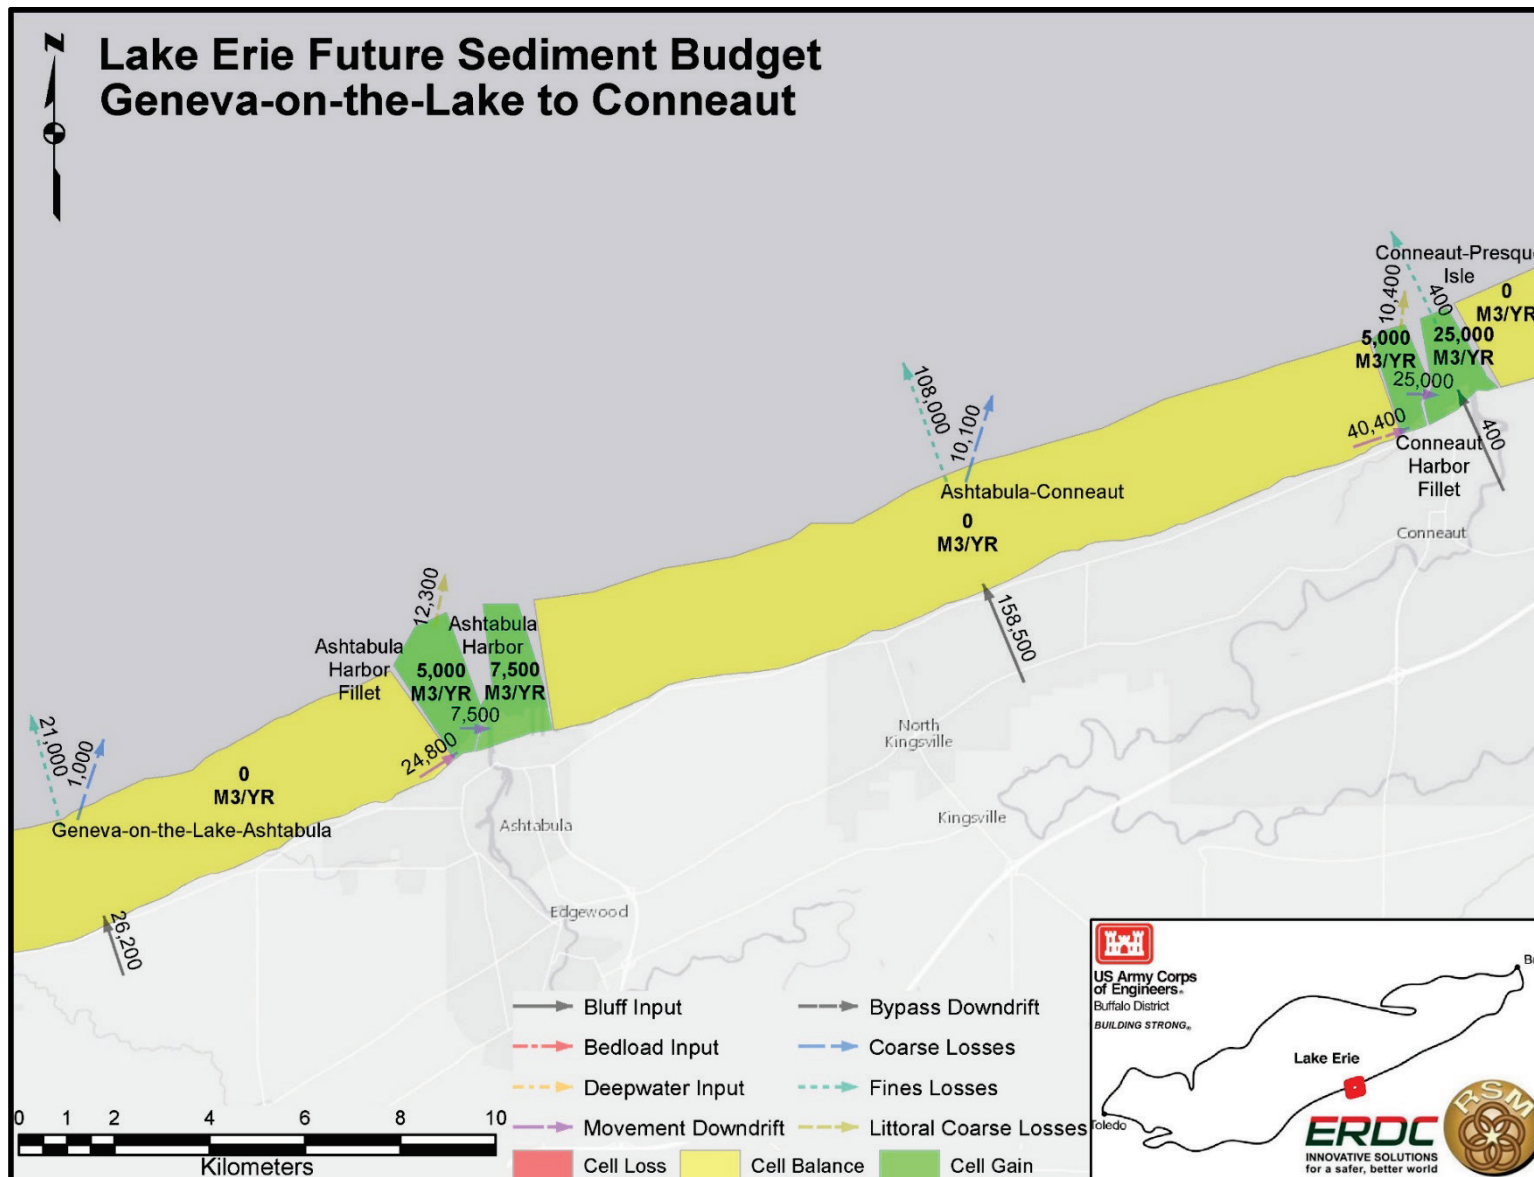 N
Lake Erie Future Sediment Budget
Geneva-on-the-Lake to Conneaut
Conneaut-Presqu
Isle
0
M3/YR
10,400
400
5,000
M3/YR
25,000
M3/YR
25,000
40,400
400
Conneaut
Harbor
Fillet
Conneaut
108,000
10,100
Ashtabula-Conneaut
0
M3/YR
158,500
12,300
Ashtabula
Harbor
Fillet
Ashtabula
Harbor
5,000
M3/YR
7,500
M3/YR
7,500
24,800
21,000
1,000
0
M3/YR
Geneva-on-the-Lake-Ashtabula
26,200
North
Kingsville
Kingsville
Ashtabula
Edgewood
0 1 2 4 6 8 10
Kilometers
Bluff Input
Bedload Input
Deepwater Input
Movement Downdrift
Bypass Downdrift
Coarse Losses
Fines Losses
Littoral Coarse Losses
Cell Loss
Cell Balance
Cell Gain
US Army Corps
of Engineers®
Buffalo District
BUILDING STRONG®
Lake Erie
Bu
Toledo
ERDC
INNOVATIVE SOLUTIONS
for a safer, better world
RSM